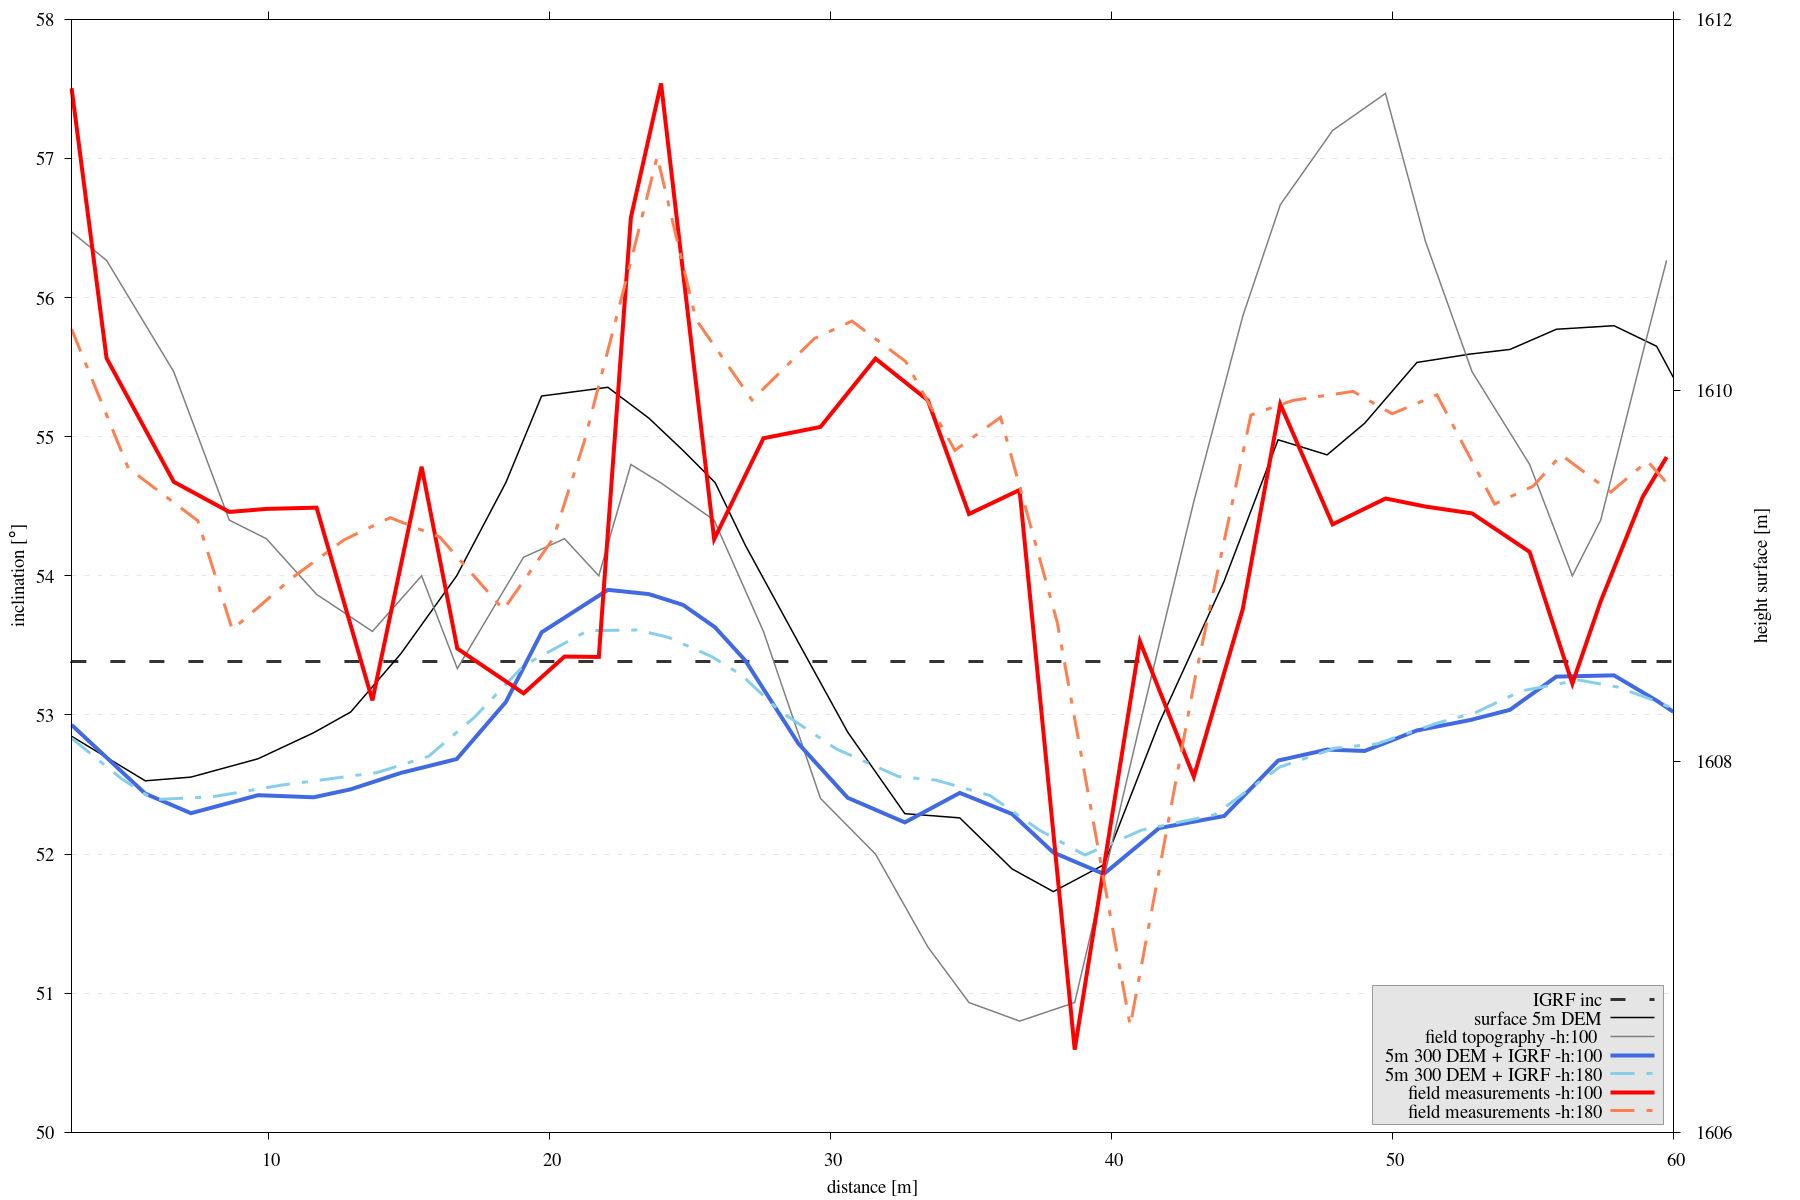 58
57
56
55
54
53
52
51
50
inclination [°]
1612
1610
1608
1606
height surface [m]
10 20 30 40 50 60
distance [m]
IGRF inc
surface 5m DEM
field topography -h:100
5m 300 DEM + IGRF -h:100
5m 300 DEM + IGRF -h:180
field measurements -h:100
field measurements -h:180